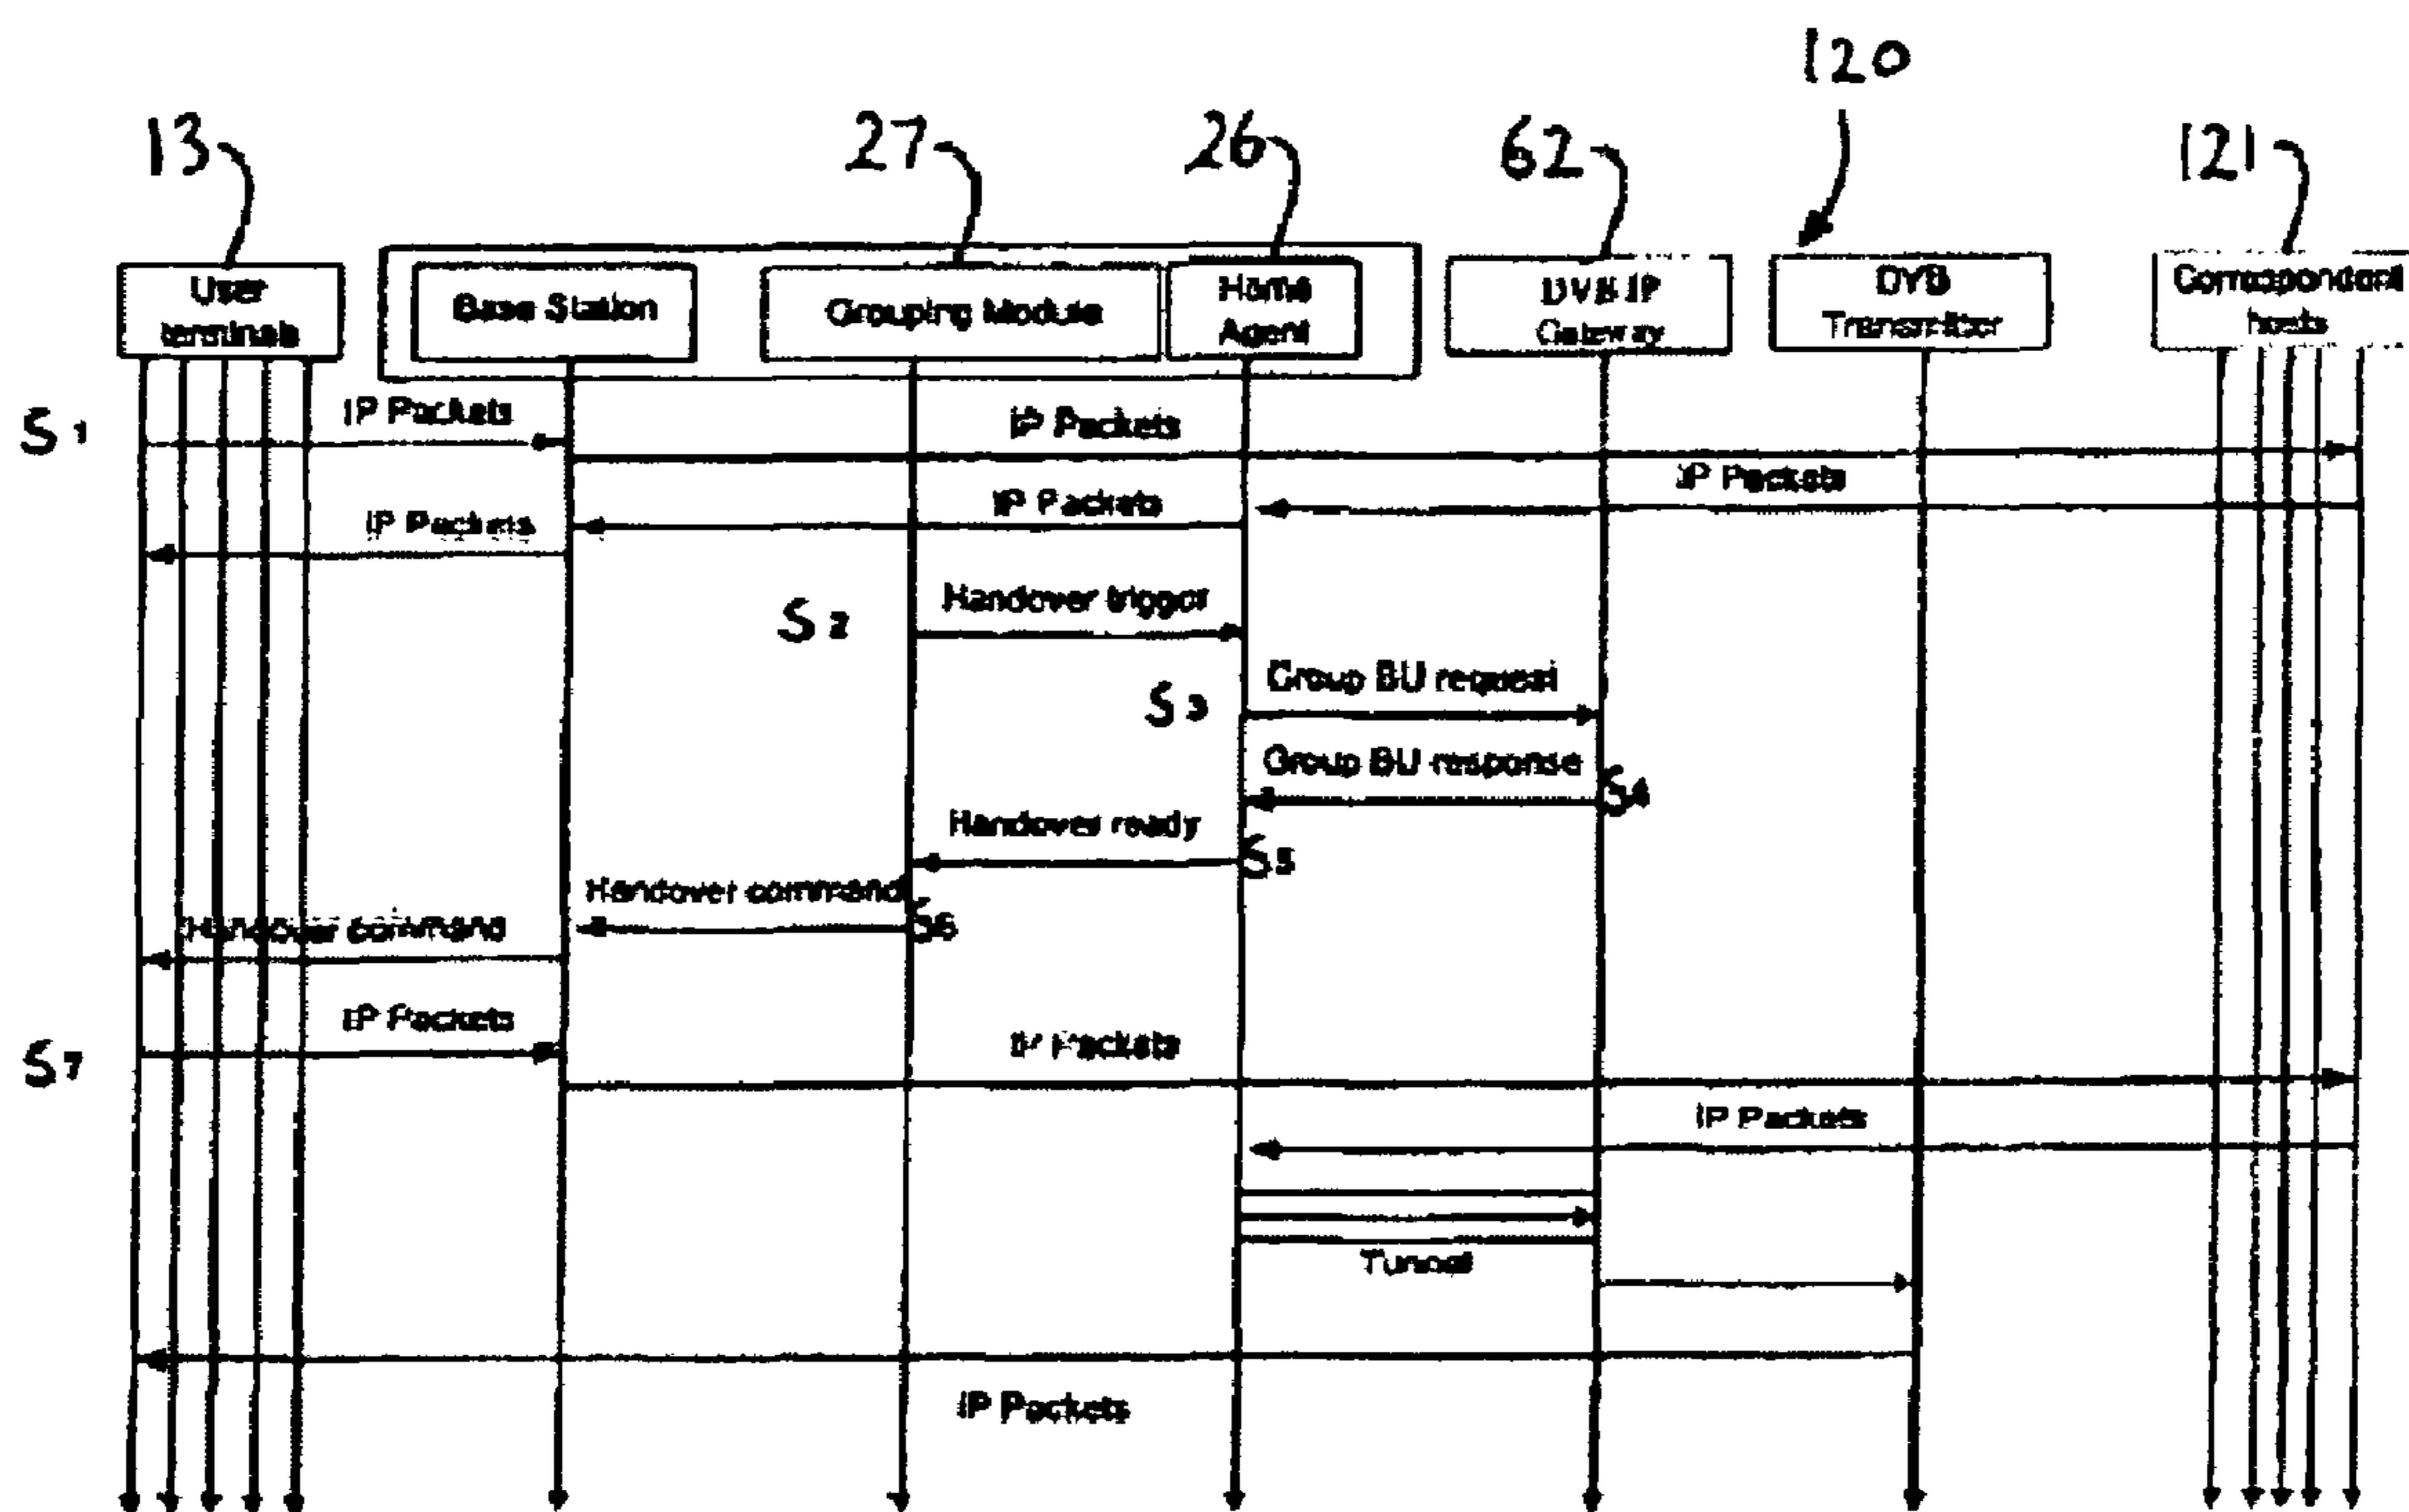 120
13
27
26
62
121
User
terminals
Base Station
Grouping Module
Home
Agent
DVB IP
Gateway
DVB
Transmitter
Correspondent
hosts
S1
IP Packets
IP Packets
IP Packets
IP Packets
IP Packets
S2
Handover trigger
S3
Group BU request
Group BU response
S4
Handover ready
S5
Handover command
S6
Handover command
S7
IP Packets
IP Packets
IP Packets
Tunnel
IP Packets